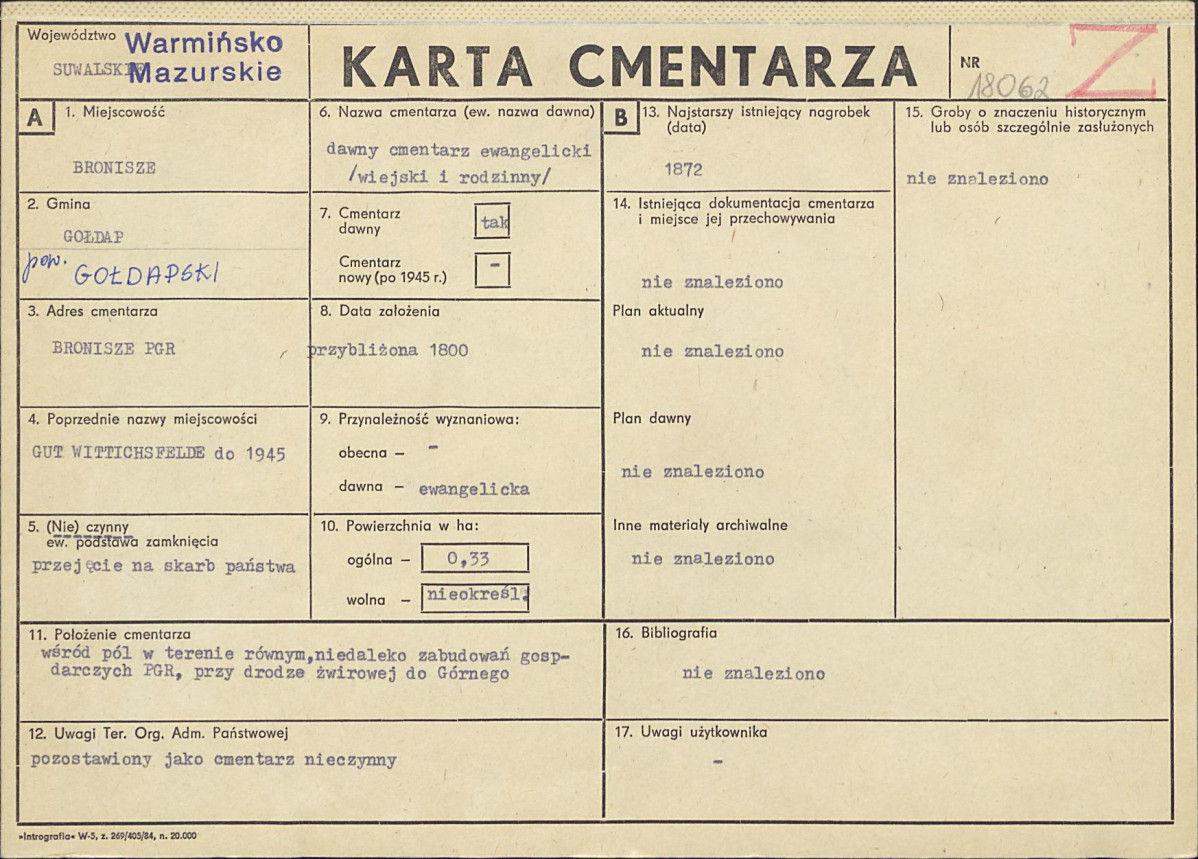 Województwo
SUWALSKIE
Warmińsko
Mazurskie
KARTA CMENTARZA
NR
18062
Z
A
1. Miejscowość
BRONISZE
2. Gmina
GOŁDAP
pow. GOŁDAPSKI
3. Adres cmentarza
BRONISZE PGR
4. Poprzednie nazwy miejscowości
GUT WITTICHSFELDE do 1945
5. (Nie) czynny
ew. podstawa zamknięcia
przejęcie na skarb państwa
6. Nazwa cmentarza (ew. nazwa dawna)
dawny cmentarz ewangelicki
/wiejski i rodzinny/
7. Cmentarz
dawny
tak
Cmentarz
nowy (po 1945 r.)
-
8. Data założenia
przybliżona 1800
9. Przynależność wyznaniowa:
obecna – -
dawna – ewangelicka
10. Powierzchnia w ha:
ogólna – 0,33
wolna – nieokreśl.
11. Położenie cmentarza
wśród pól w terenie równym,niedaleko zabudowań gosp-
darczych PGR, przy drodze żwirowej do Górnego
12. Uwagi Ter. Org. Adm. Państwowej
pozostawiony jako cmentarz nieczynny
B
13. Najstarszy istniejący nagrobek
(data)
1872
14. Istniejąca dokumentacja cmentarza
i miejsce jej przechowywania
nie znaleziono
Plan aktualny
nie znaleziono
Plan dawny
nie znaleziono
Inne materiały archiwalne
nie znaleziono
15. Groby o znaczeniu historycznym
lub osób szczególnie zasłużonych
nie znaleziono
16. Bibliografia
nie znaleziono
17. Uwagi użytkownika
-
»Intrografia« W-5, z. 269/405/84, n. 20.000